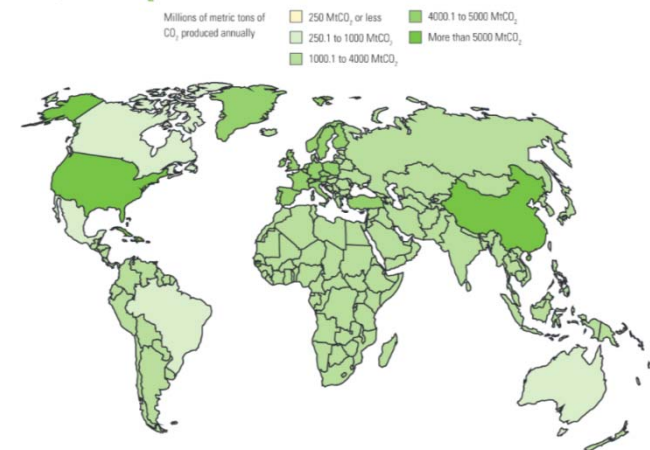 Millions of metric tons of
CO₂ produced annually
250 MtCO₂ or less
250.1 to 1000 MtCO₂
1000.1 to 4000 MtCO₂
4000.1 to 5000 MtCO₂
More than 5000 MtCO₂